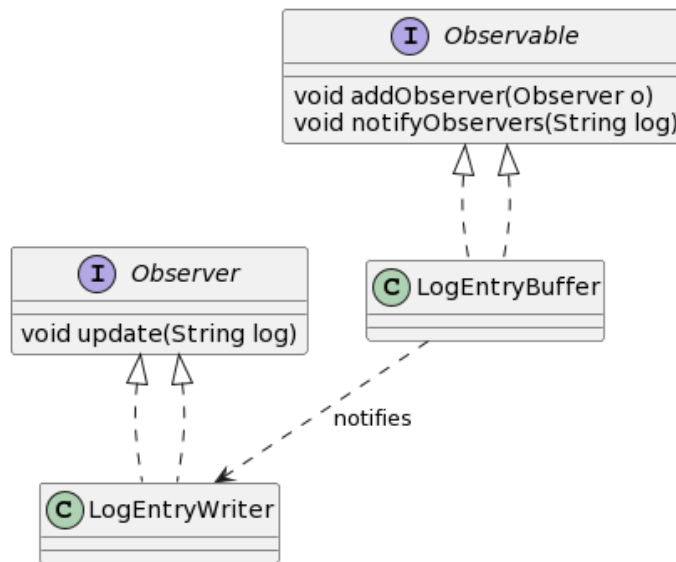 I Observable
void addObserver(Observer o)
void notifyObservers(String log)
I Observer
void update(String log)
C LogEntryBuffer
notifies
C LogEntryWriter